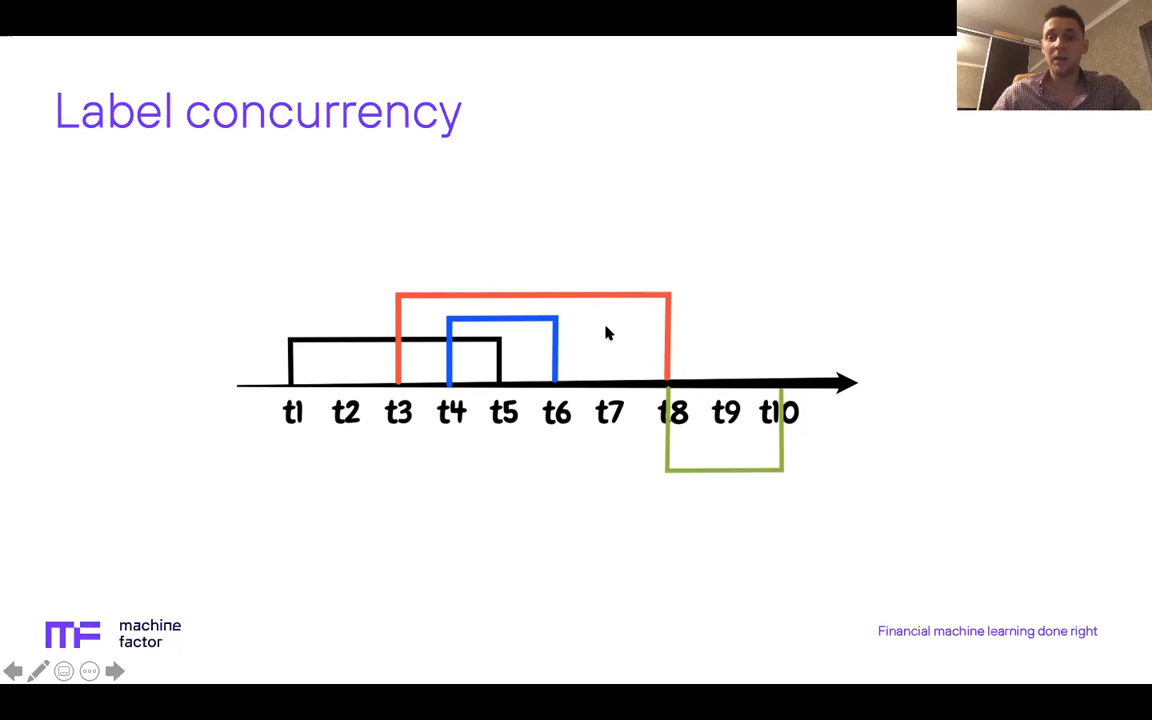 Label concurrency
t1 t2 t3 t4 t5 t6 t7 t8 t9 t10
MF machine
factor
Financial machine learning done right